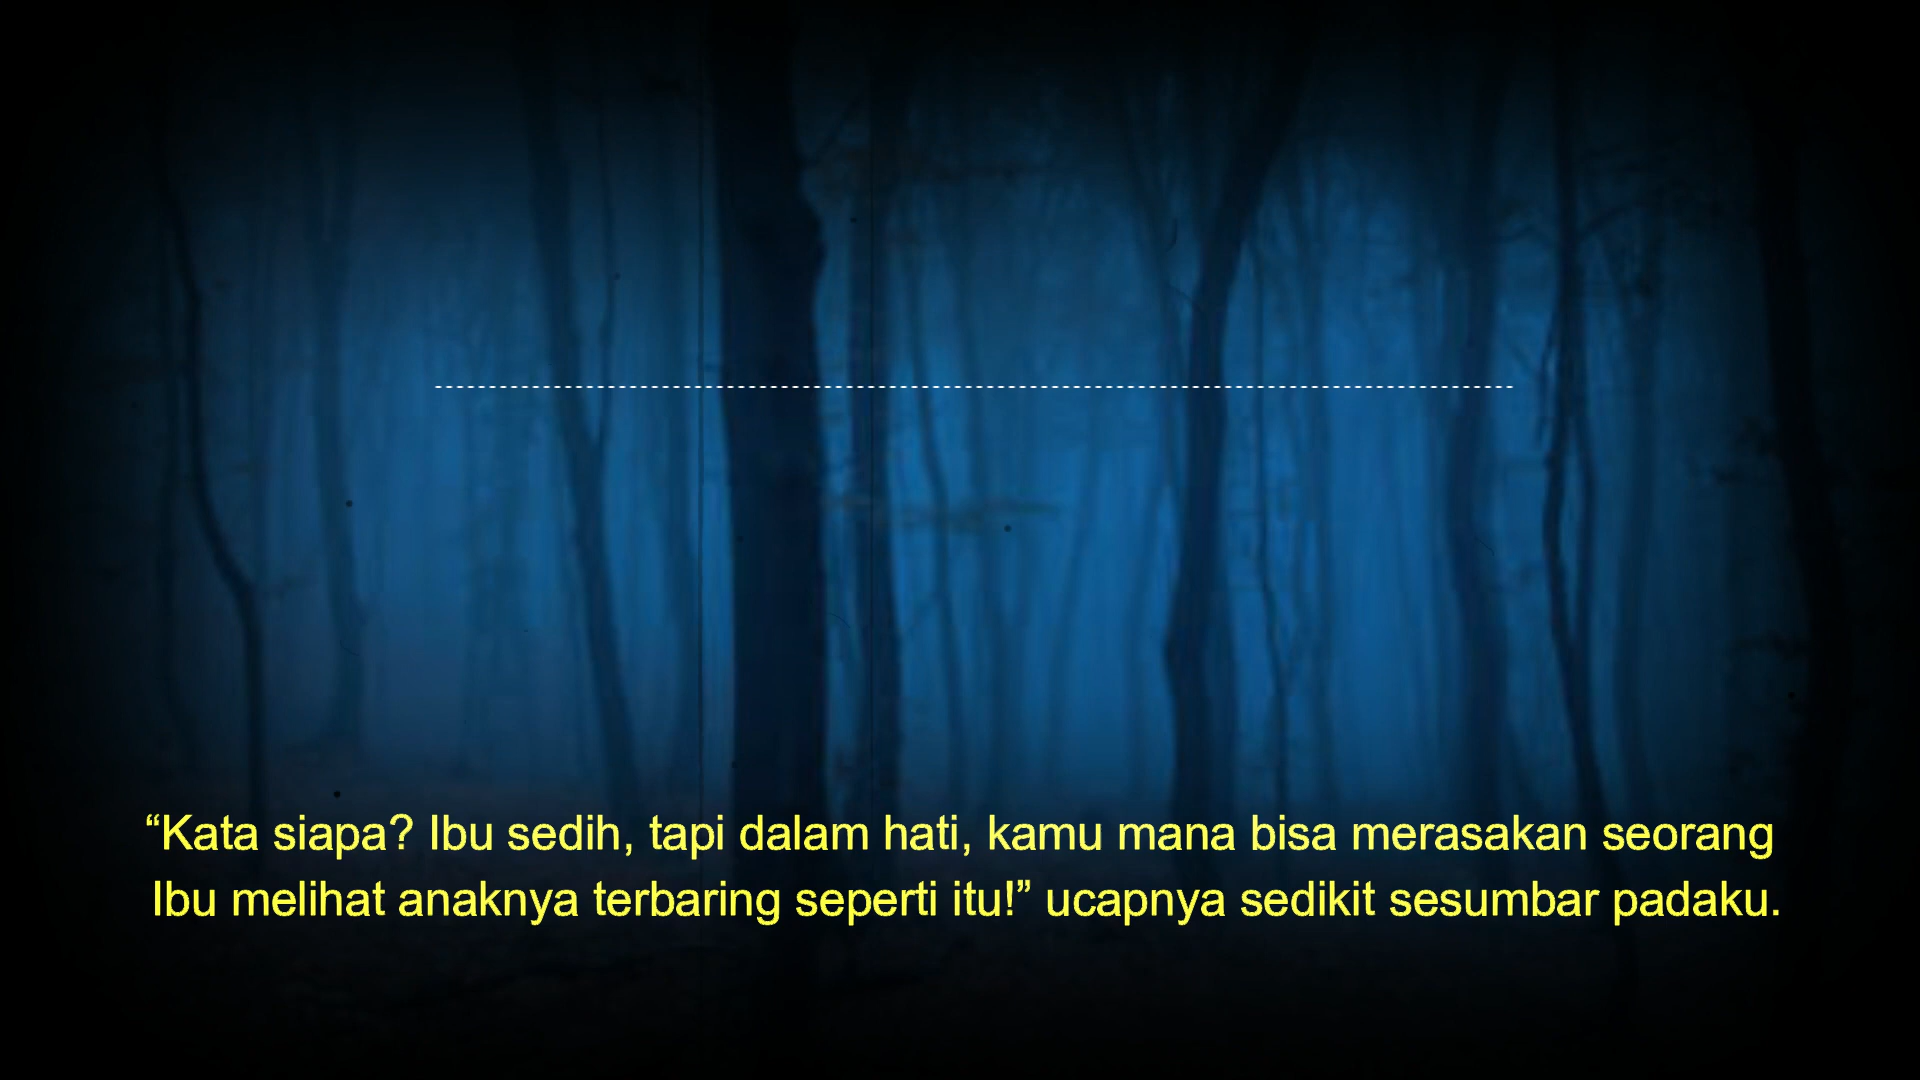 “Kata siapa? Ibu sedih, tapi dalam hati, kamu mana bisa merasakan seorang
Ibu melihat anaknya terbaring seperti itu!” ucapnya sedikit sesumbar padaku.